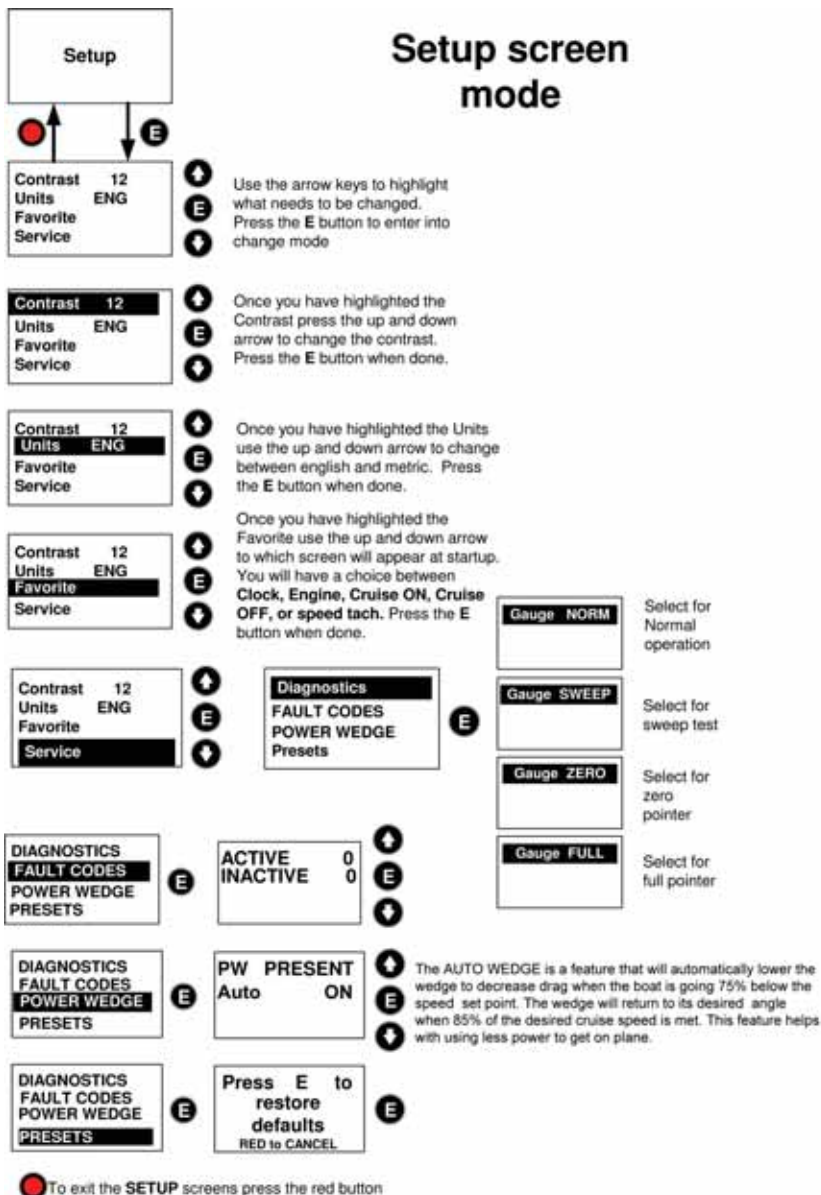 Setup
Setup screen
mode
E
Contrast 12
Units ENG
Favorite
Service
E
Use the arrow keys to highlight
what needs to be changed.
Press the E button to enter into
change mode
Contrast 12
Units ENG
Favorite
Service
E
Once you have highlighted the
Contrast press the up and down
arrow to change the contrast.
Press the E button when done.
Contrast 12
Units ENG
Favorite
Service
E
Once you have highlighted the Units
use the up and down arrow to change
between english and metric. Press
the E button when done.
Contrast 12
Units ENG
Favorite
Service
E
Once you have highlighted the
Favorite use the up and down arrow
to which screen will appear at startup.
You will have a choice between
Clock, Engine, Cruise ON, Cruise
OFF, or speed tach. Press the E
button when done.
Contrast 12
Units ENG
Favorite
Service
E
Diagnostics
FAULT CODES
POWER WEDGE
Presets
E
Gauge NORM
Select for
Normal
operation
Gauge SWEEP
Select for
sweep test
Gauge ZERO
Select for
zero
pointer
Gauge FULL
Select for
full pointer
DIAGNOSTICS
FAULT CODES
POWER WEDGE
PRESETS
E
ACTIVE 0
INACTIVE 0
E
DIAGNOSTICS
FAULT CODES
POWER WEDGE
PRESETS
E
PW PRESENT
Auto ON
E
The AUTO WEDGE is a feature that will automatically lower the
wedge to decrease drag when the boat is going 75% below the
speed set point. The wedge will return to its desired angle
when 85% of the desired cruise speed is met. This feature helps
with using less power to get on plane.
DIAGNOSTICS
FAULT CODES
POWER WEDGE
PRESETS
E
Press E to
restore
defaults
RED to CANCEL
E
To exit the SETUP screens press the red button